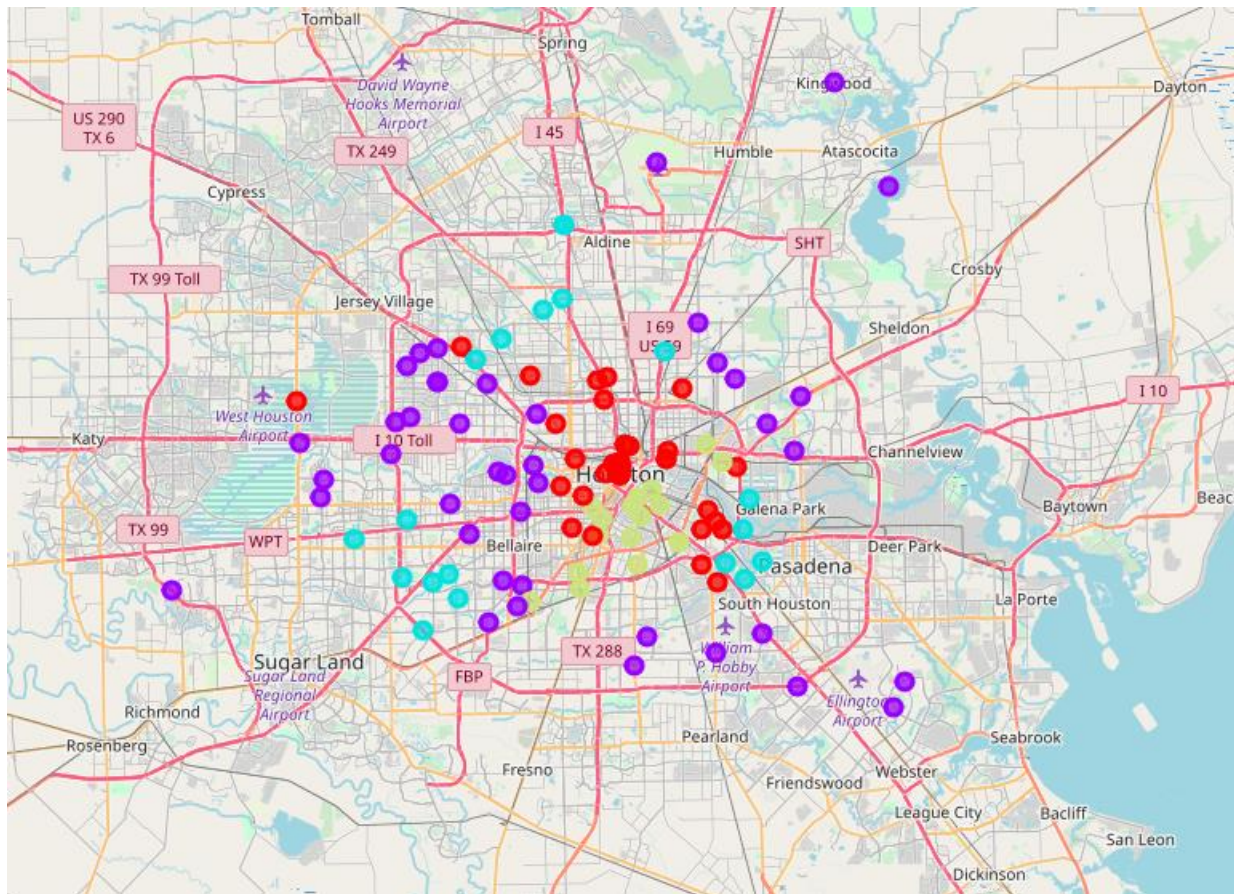 Tomball
Spring
David Wayne
Hooks Memorial
Airport
Kingwood
Dayton
US 290
TX 6
I 45
TX 249
Humble
Atascocita
Cypress
Aldine
SHT
TX 99 Toll
Crosby
Jersey Village
I 69
US 59
Sheldon
West Houston
Airport
I 10
Katy
I 10 Toll
Channelview
Houston
Galena Park
Baytown
Beac
TX 99
WPT
Bellaire
Deer Park
Pasadena
La Porte
South Houston
Sugar Land
TX 288
William
P. Hobby
Airport
FBP
Sugar Land
Regional
Airport
Ellington
Airport
Richmond
Rosenberg
Pearland
Seabrook
Fresno
Webster
Friendswood
League City
Bacliff
San Leon
Dickinson